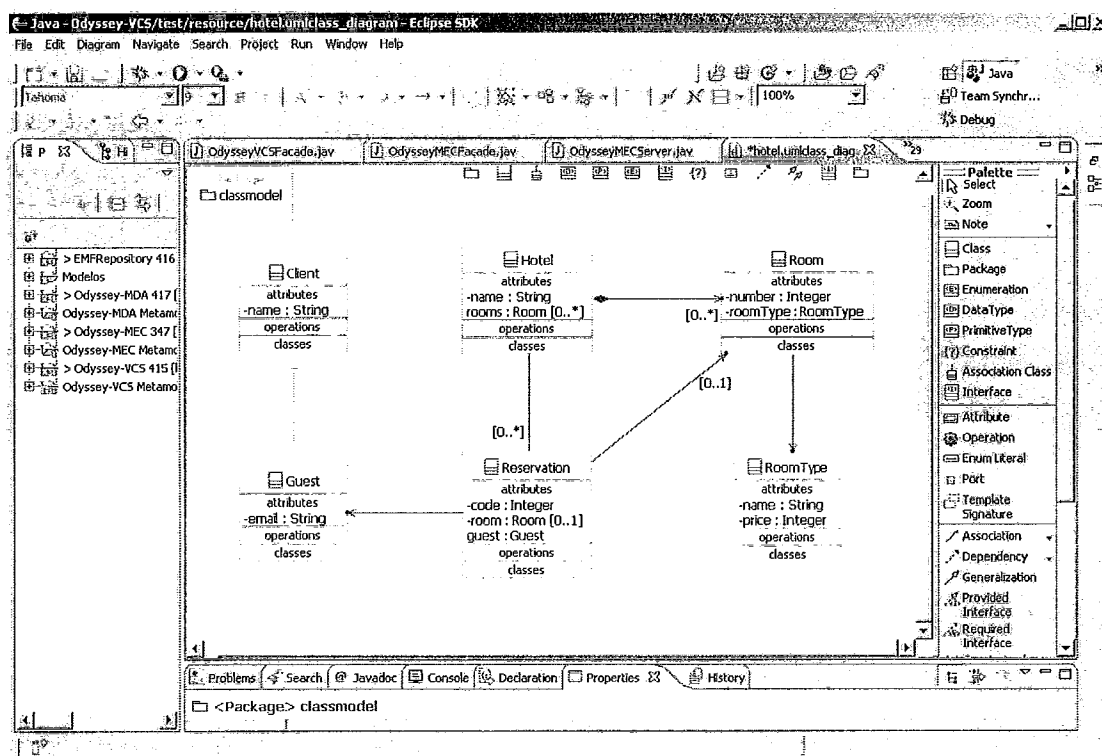 Java - Odyssey-VCS/test/resource/hotel.umlclass_diagram - Eclipse SDK
File Edit Diagram Navigate Search Project Run Window Help
Java
Tahoma 9 100%
Team Synchr...
Debug
P Hi
OdysseyVCSFacade.jav OdysseyMECFacade.jav OdysseyMECServer.jav *hotel.umlclass_diag 29
classmodel
> EMFRepository 416
Modelos
> Odyssey-MDA 417 [
Odyssey-MDA Metamo
> Odyssey-MEC 347 [
Odyssey-MEC Metamo
> Odyssey-VCS 415 [
Odyssey-VCS Metamo
Client
attributes
-name : String
operations
classes
Hotel
attributes
-name : String
rooms : Room [0..*]
operations
classes
[0..*]
Room
attributes
-number : Integer
-roomType : RoomType
operations
classes
[0..1]
[0..*]
Guest
attributes
-email : String
operations
classes
Reservation
attributes
-code : Integer
-room : Room [0..1]
guest : Guest
operations
classes
RoomType
attributes
-name : String
-price : Integer
operations
classes
Palette
Select
Zoom
Note
Class
Package
Enumeration
DataType
PrimitiveType
Constraint
Association Class
Interface
Attribute
Operation
Enum Literal
Port
Template
Signature
Association
Dependency
Generalization
Provided
Interface
Required
Interface
Problems Search Javadoc Console Declaration Properties History
<Package> classmodel